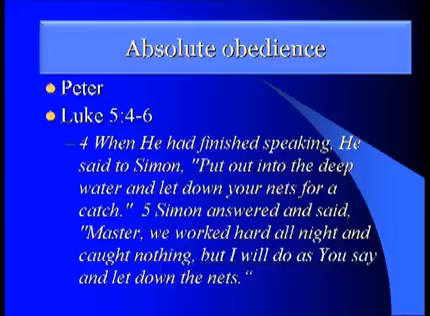 Absolute obedience
Peter
Luke 5:4-6
– 4 When He had finished speaking, He
said to Simon, "Put out into the deep
water and let down your nets for a
catch." 5 Simon answered and said,
"Master, we worked hard all night and
caught nothing, but I will do as You say
and let down the nets.“